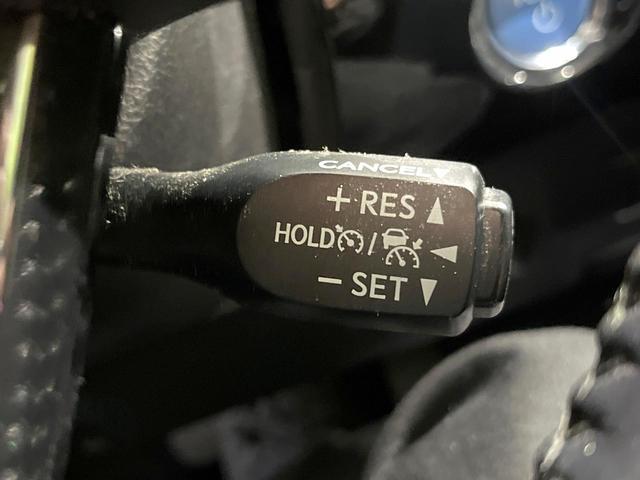 CANCEL▼
+ RES ▲
HOLD / ◀
− SET ▼